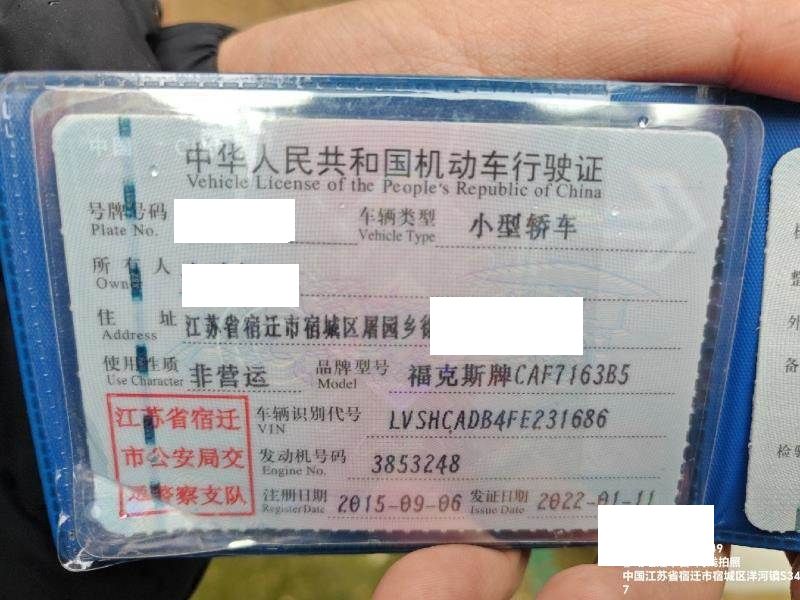 中华人民共和国机动车行驶证
Vehicle License of the People's Republic of China
号牌号码
Plate No.
车辆类型 小型轿车
Vehicle Type
所有人
Owner
住址 江苏省宿迁市宿城区屠园乡
Address
使用性质 非营运
Use Character
品牌型号 福克斯牌CAF7163B5
Model
江苏省宿迁
市公安局交
通警察支队
车辆识别代号 LVSHCADB4FE231686
VIN
发动机号码 3853248
Engine No.
注册日期 2015-09-06 发证日期 2022-01-11
Register Date Issue Date
整
外
备
检验
拍照
中国江苏省宿迁市宿城区洋河镇S34
7